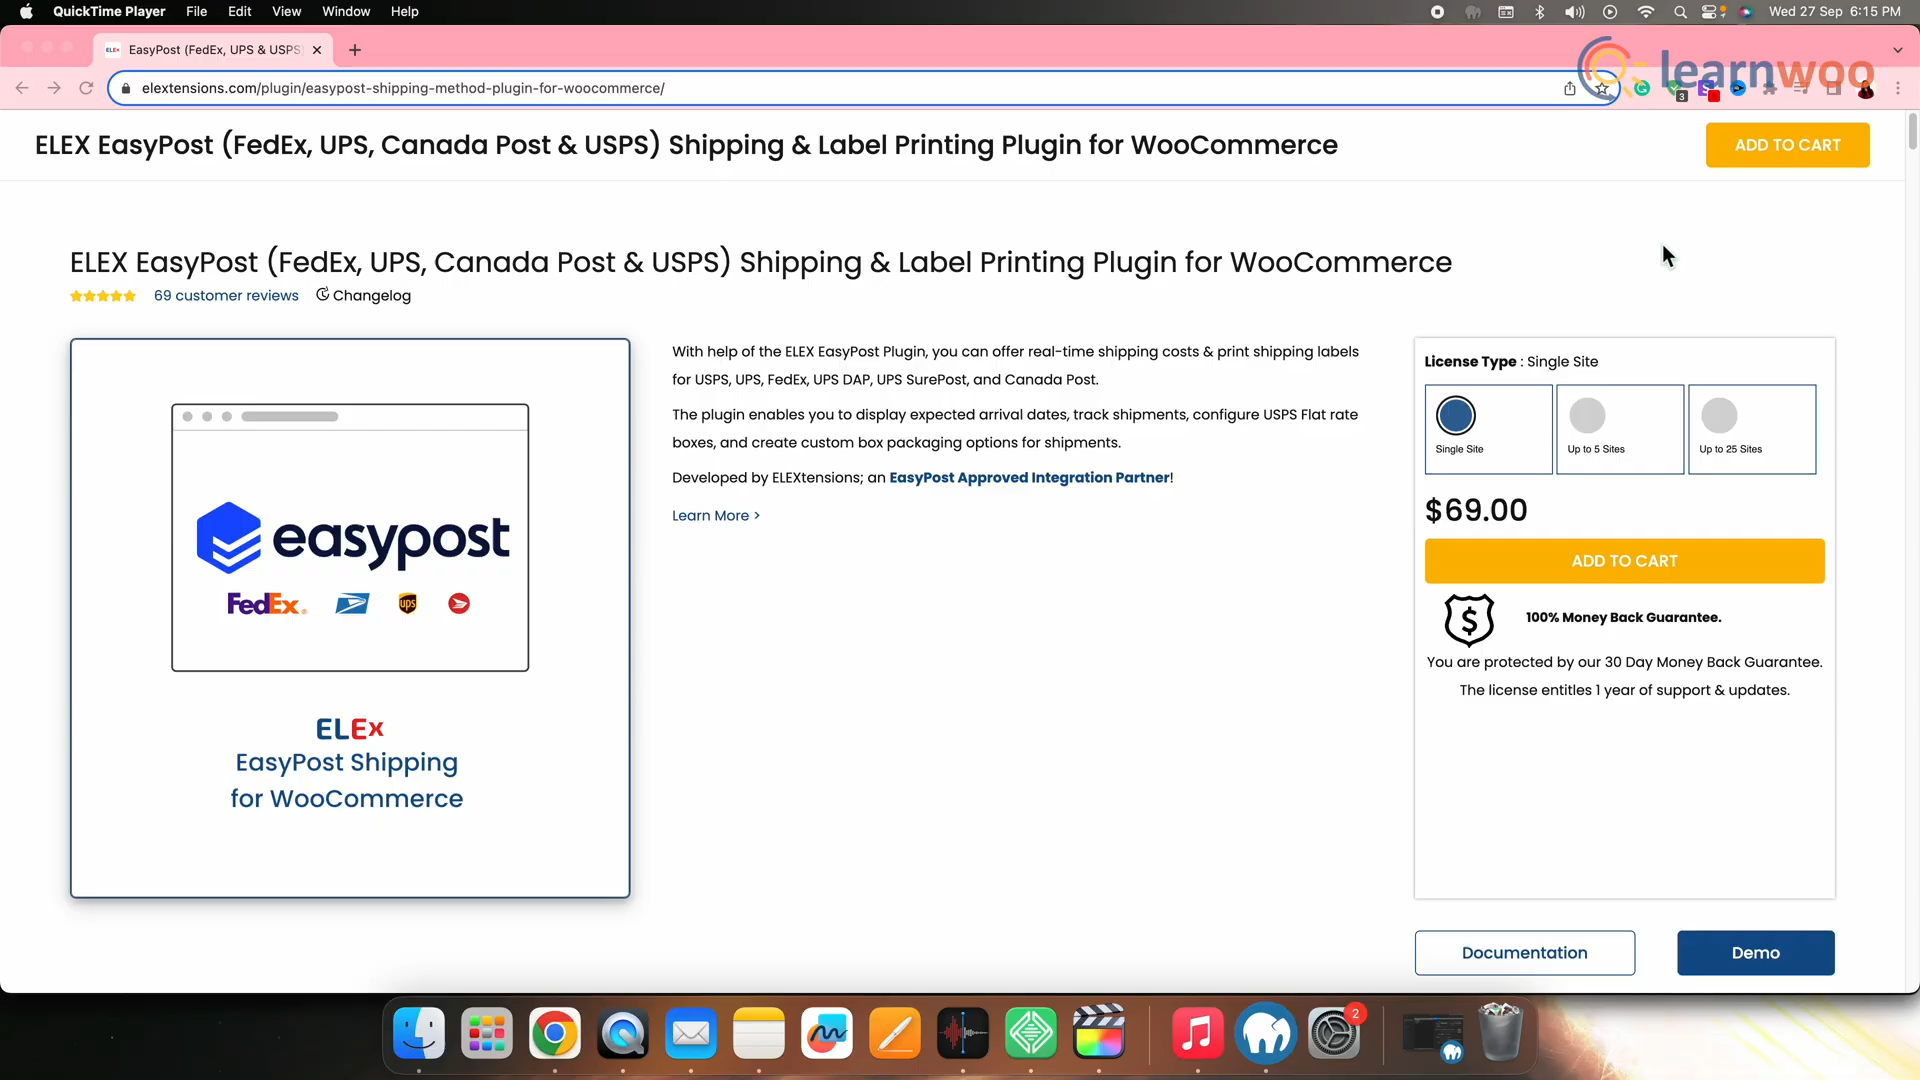 QuickTime Player File Edit View Window Help
Wed 27 Sep 6:15 PM
ELEX EasyPost (FedEx, UPS & USPS)
learnwoo
elextensions.com/plugin/easypost-shipping-method-plugin-for-woocommerce/
3
ELEX EasyPost (FedEx, UPS, Canada Post & USPS) Shipping & Label Printing Plugin for WooCommerce
ADD TO CART
ELEX EasyPost (FedEx, UPS, Canada Post & USPS) Shipping & Label Printing Plugin for WooCommerce
69 customer reviews Changelog
With help of the ELEX EasyPost Plugin, you can offer real-time shipping costs & print shipping labels
for USPS, UPS, FedEx, UPS DAP, UPS SurePost, and Canada Post.
The plugin enables you to display expected arrival dates, track shipments, configure USPS Flat rate
boxes, and create custom box packaging options for shipments.
Developed by ELEXtensions; an EasyPost Approved Integration Partner!
Learn More >
easypost
FedEx ups
ELEX
EasyPost Shipping
for WooCommerce
License Type : Single Site
Single Site Up to 5 Sites Up to 25 Sites
$69.00
ADD TO CART
$ 100% Money Back Guarantee.
You are protected by our 30 Day Money Back Guarantee.
The license entitles 1 year of support & updates.
Documentation Demo
2